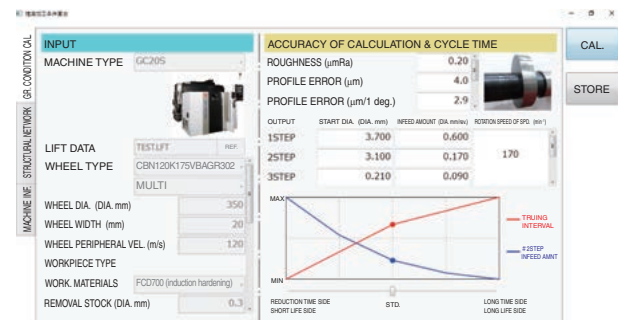 INPUT
MACHINE TYPE GC20S
LIFT DATA TEST.LFT REF.
WHEEL TYPE CBN120K175VBAGR302
MULTI
WHEEL DIA. (DIA. mm) 350
WHEEL WIDTH (mm) 20
WHEEL PERIPHERAL VEL. (m/s) 120
WORKPIECE TYPE
WORK. MATERIALS FCD700 (induction hardening)
REMOVAL STOCK (DIA. mm) 0.3
GR. CONDITION CAL
STRUCTURAL NETWORK
MACHINE INF.
ACCURACY OF CALCULATION & CYCLE TIME
ROUGHNESS (μmRa) 0.20
PROFILE ERROR (μm) 4.0
PROFILE ERROR (μm/1 deg.) 2.9
OUTPUT START DIA. (DIA. mm) INFEED AMOUNT (DIA. mm/rev.) ROTATION SPEED OF SPD. (min⁻¹)
1STEP 3.700 0.600
2STEP 3.100 0.170 170
3STEP 0.210 0.090
MAX
MIN
TRUING
INTERVAL
#2STEP
INFEED AMNT
REDUCTION TIME SIDE
SHORT LIFE SIDE
STD.
LONG TIME SIDE
LONG LIFE SIDE
CAL.
STORE